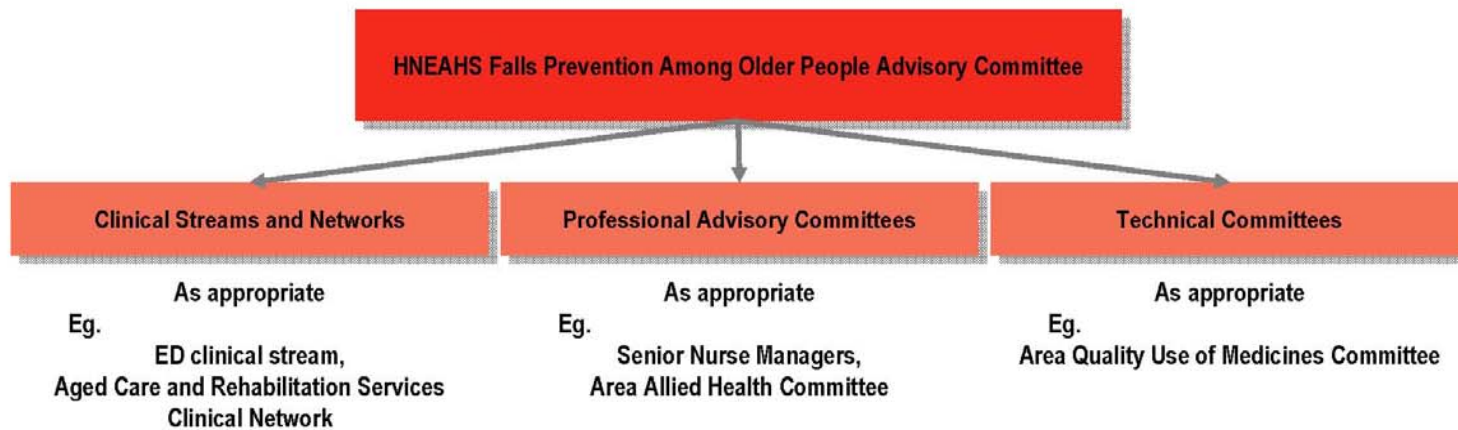 HNEAHS Falls Prevention Among Older People Advisory Committee
Clinical Streams and Networks
As appropriate
Eg.
ED clinical stream,
Aged Care and Rehabilitation Services
Clinical Network
Professional Advisory Committees
As appropriate
Eg.
Senior Nurse Managers,
Area Allied Health Committee
Technical Committees
As appropriate
Eg.
Area Quality Use of Medicines Committee